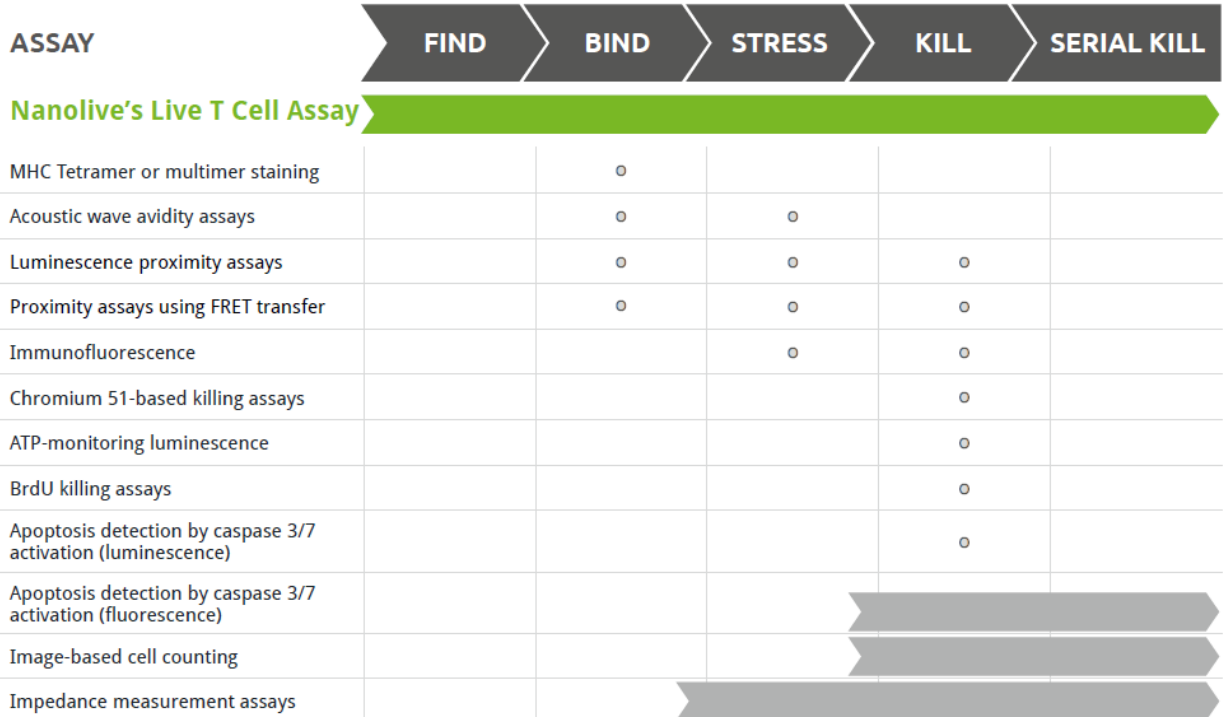 ASSAY FIND BIND STRESS KILL SERIAL KILL
Nanolive’s Live T Cell Assay
MHC Tetramer or multimer staining
Acoustic wave avidity assays
Luminescence proximity assays
Proximity assays using FRET transfer
Immunofluorescence
Chromium 51-based killing assays
ATP-monitoring luminescence
BrdU killing assays
Apoptosis detection by caspase 3/7
activation (luminescence)
Apoptosis detection by caspase 3/7
activation (fluorescence)
Image-based cell counting
Impedance measurement assays